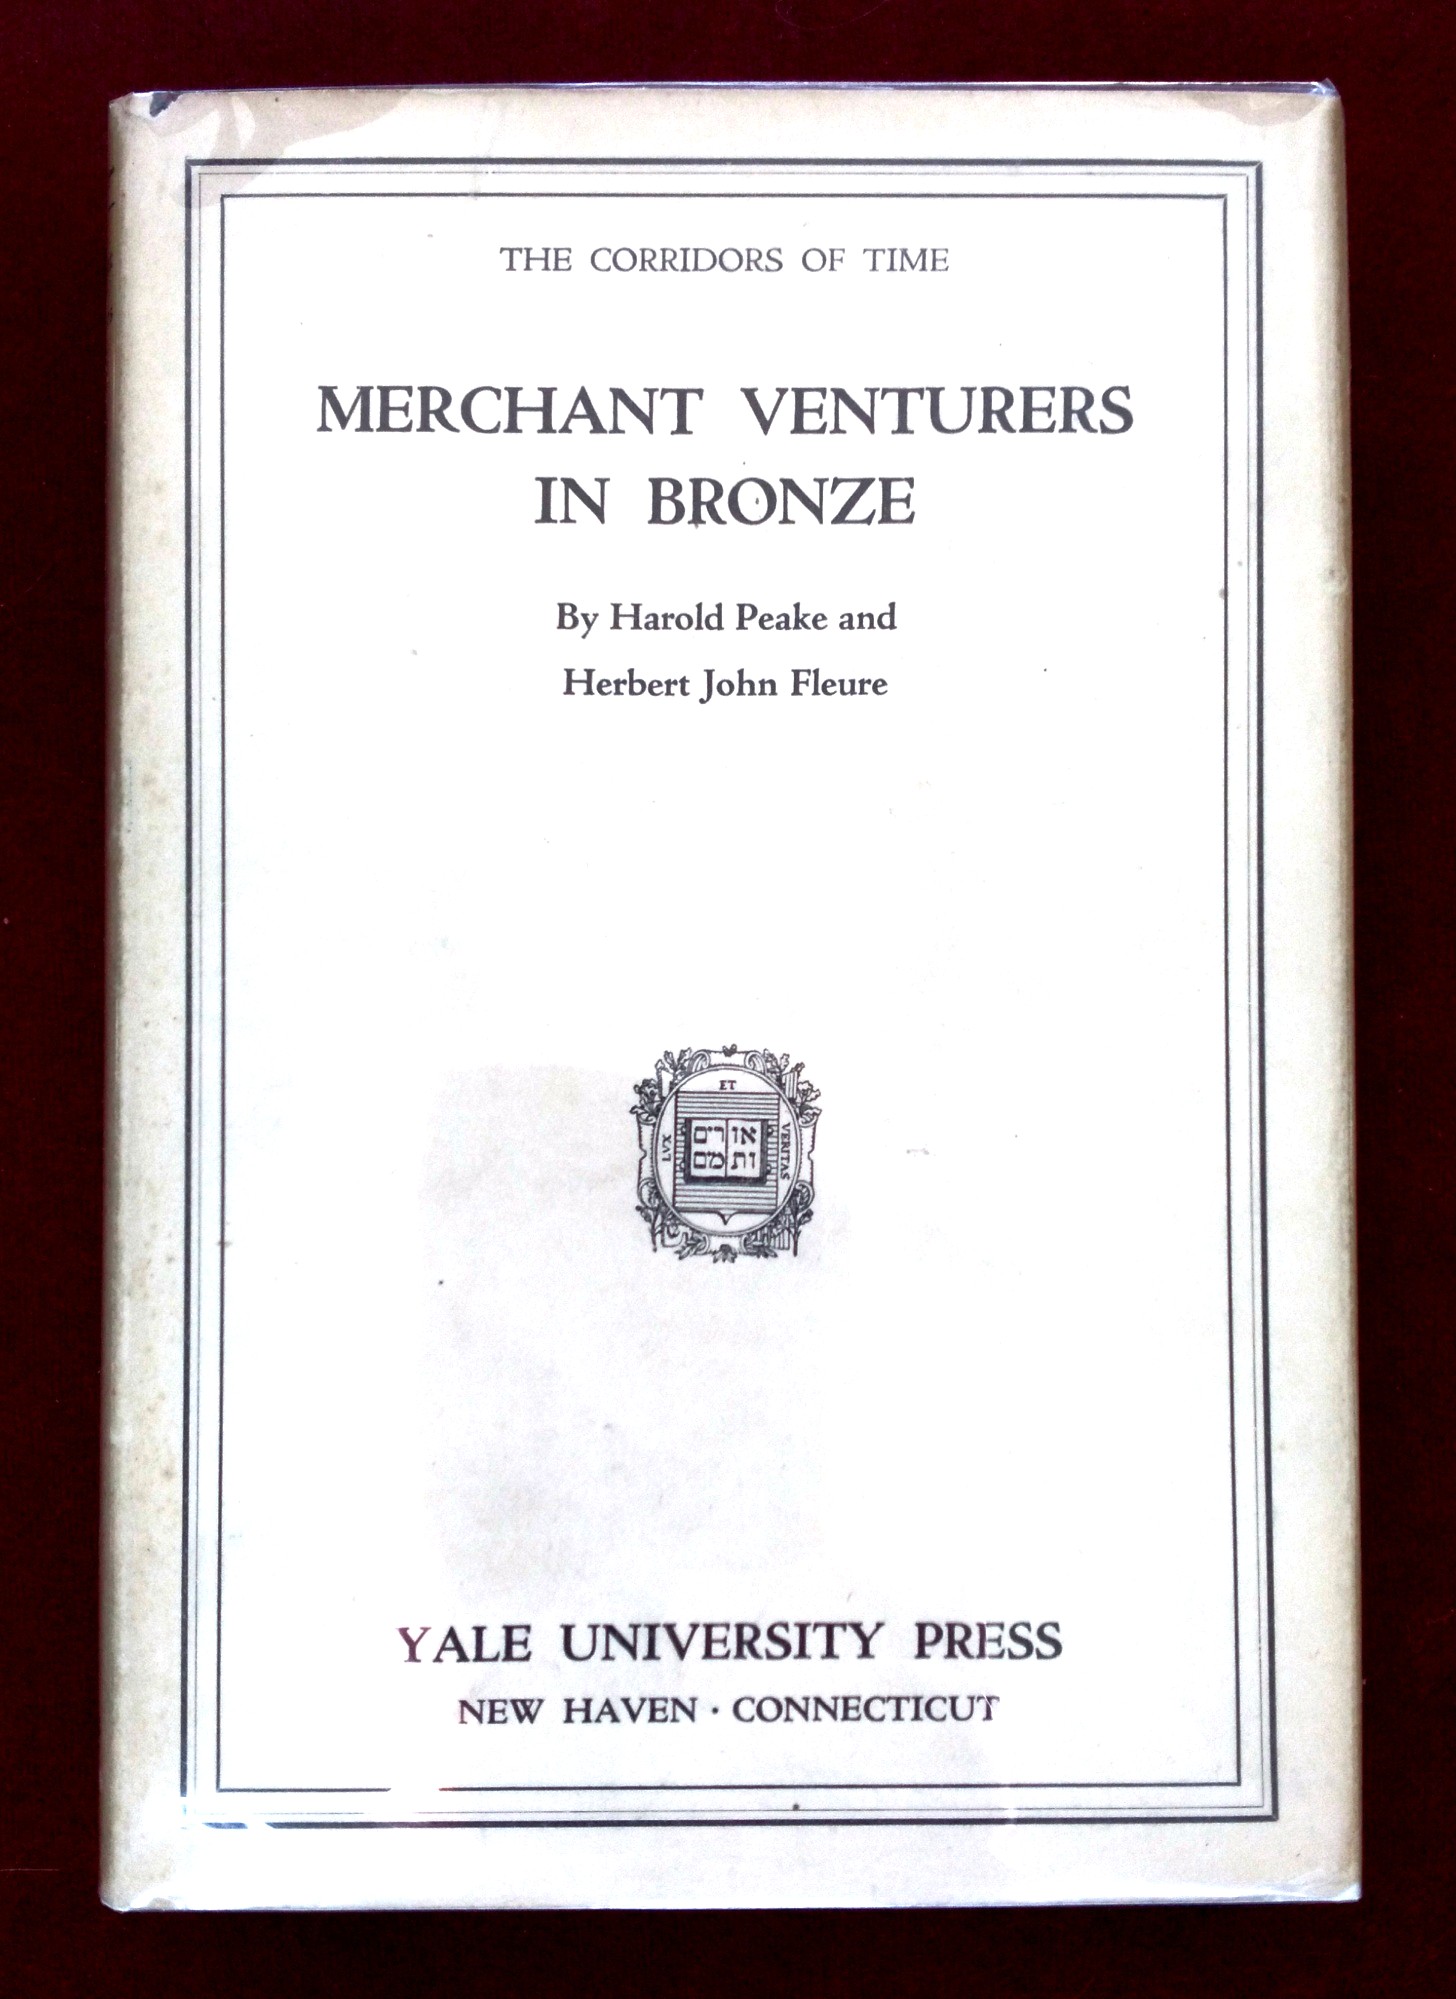 THE CORRIDORS OF TIME
MERCHANT VENTURERS
IN BRONZE
By Harold Peake and
Herbert John Fleure
ET
LVX
VERITAS
אורים
ותמם
YALE UNIVERSITY PRESS
NEW HAVEN · CONNECTICUT